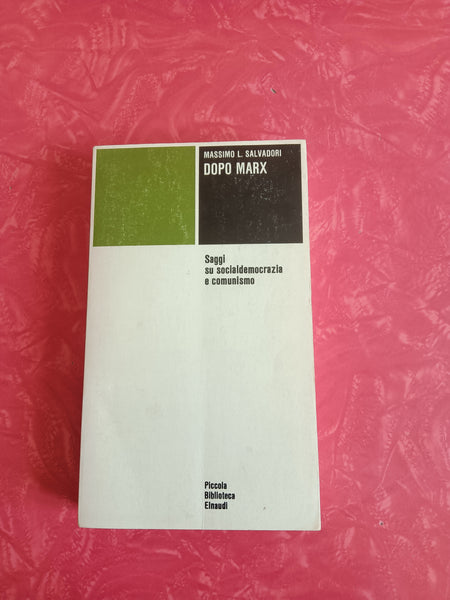 MASSIMO L. SALVADORI
DOPO MARX
Saggi
su socialdemocrazia
e comunismo
Piccola
Biblioteca
Einaudi